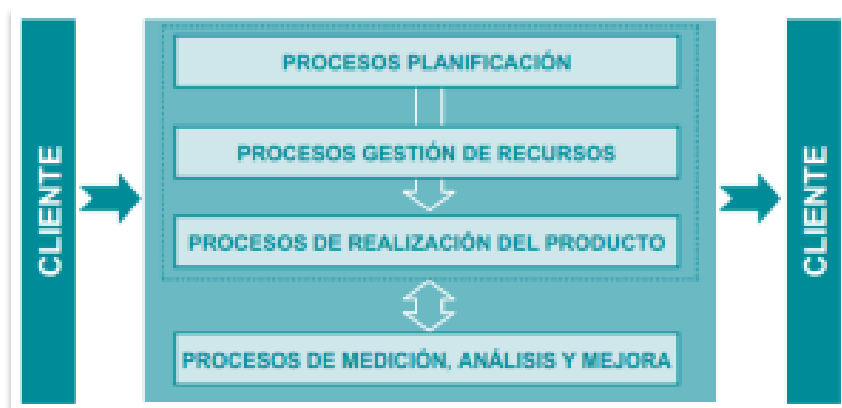 CLIENTE
PROCESOS PLANIFICACIÓN
PROCESOS GESTIÓN DE RECURSOS
PROCESOS DE REALIZACIÓN DEL PRODUCTO
PROCESOS DE MEDICIÓN, ANÁLISIS Y MEJORA
CLIENTE